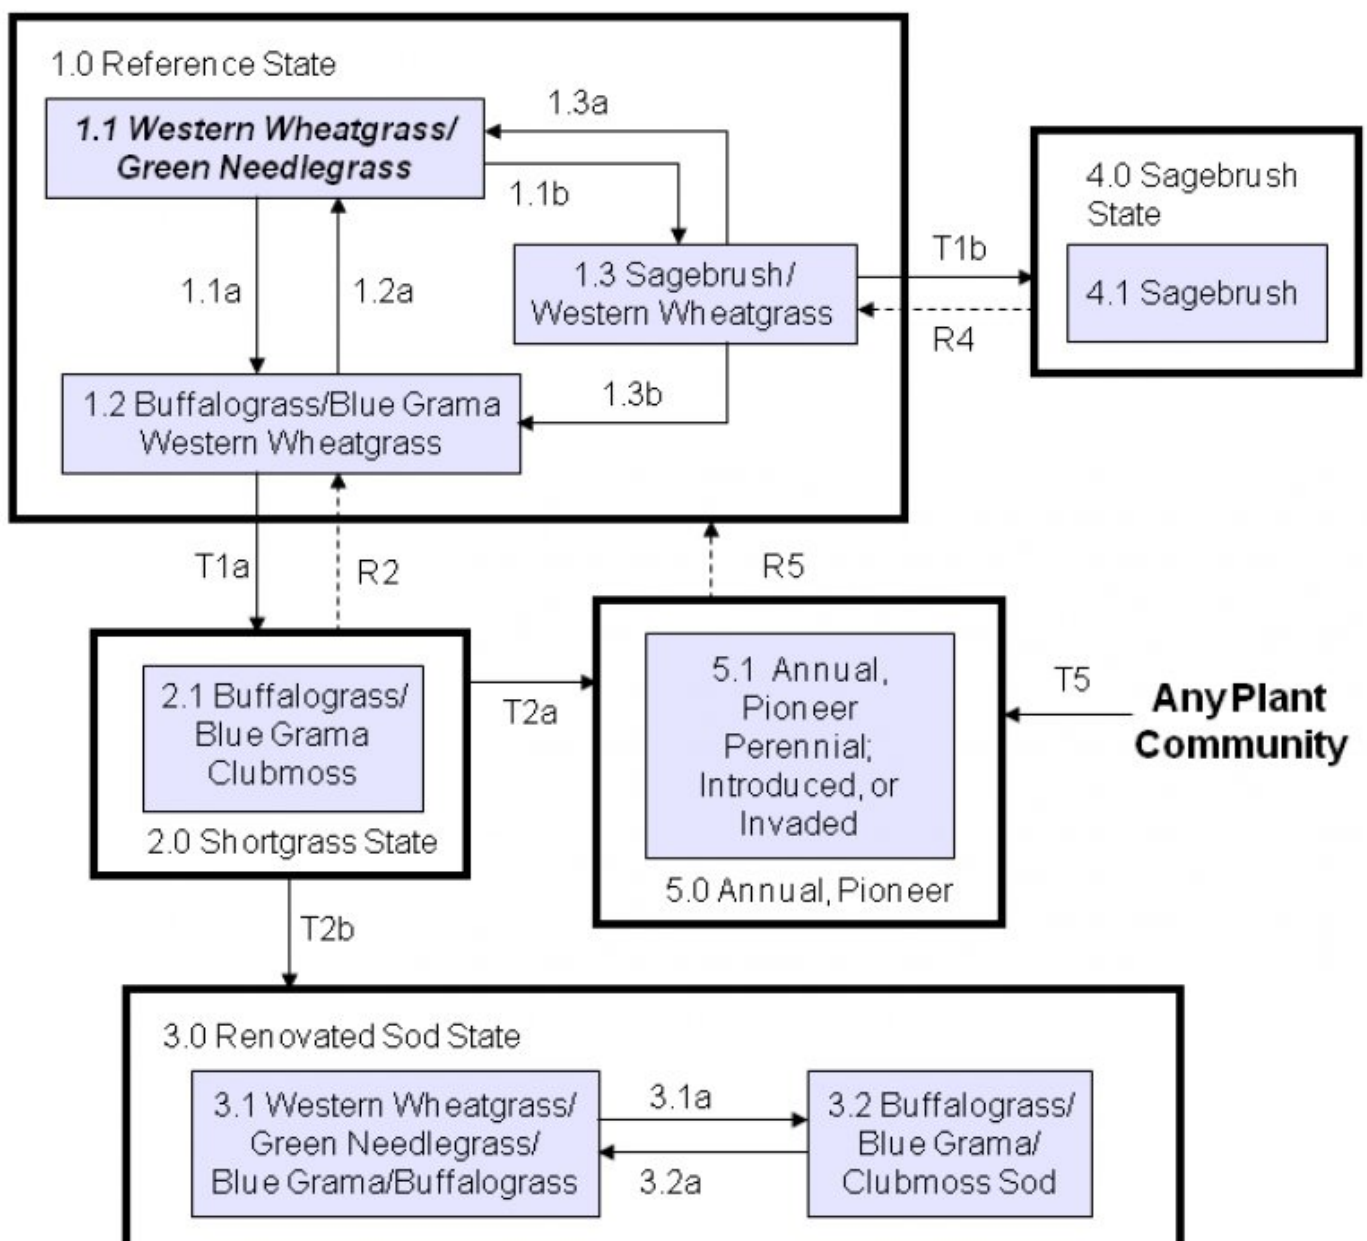 1.0 Reference State
1.1 Western Wheatgrass/
Green Needlegrass
1.3a
1.1b
1.1a
1.2a
1.3 Sagebrush/
Western Wheatgrass
T1b
R4
4.0 Sagebrush
State
4.1 Sagebrush
1.2 Buffalograss/Blue Grama
Western Wheatgrass
1.3b
T1a
R2
R5
2.1 Buffalograss/
Blue Grama
Clubmoss
2.0 Shortgrass State
T2a
5.1 Annual,
Pioneer
Perennial;
Introduced, or
Invaded
5.0 Annual, Pioneer
T5
Any Plant
Community
T2b
3.0 Renovated Sod State
3.1 Western Wheatgrass/
Green Needlegrass/
Blue Grama/Buffalograss
3.1a
3.2a
3.2 Buffalograss/
Blue Grama/
Clubmoss Sod